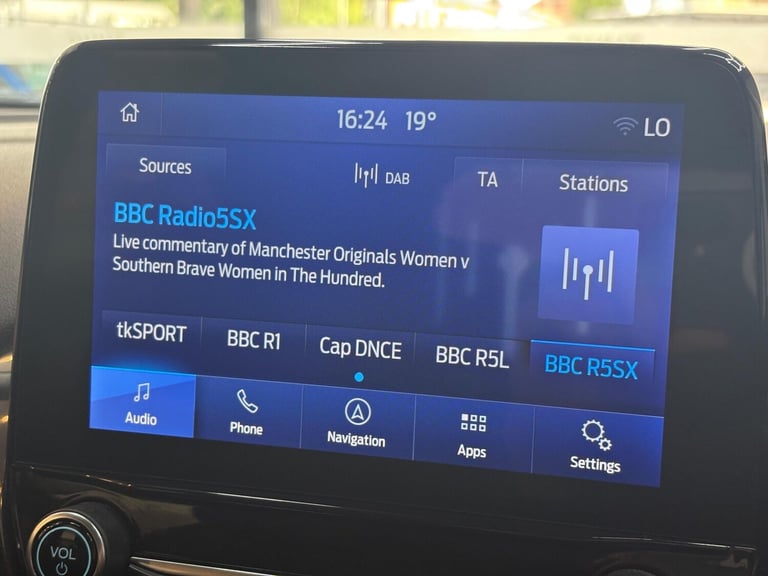 16:24 19° LO
Sources DAB TA Stations
BBC Radio5SX
Live commentary of Manchester Originals Women v
Southern Brave Women in The Hundred.
tkSPORT BBC R1 Cap DNCE BBC R5L BBC R5SX
Audio Phone Navigation Apps Settings
VOL